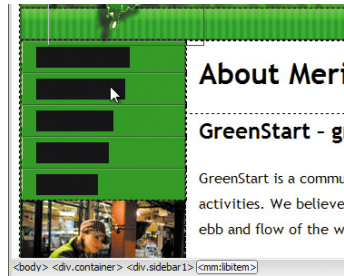 About Meri
GreenStart – g
GreenStart is a commu
activities. We believe
ebb and flow of the w
<body> <div.container> <div.sidebar1> <mm:libitem>